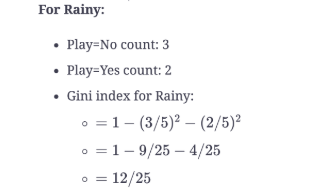 For Rainy:
• Play=No count: 3
• Play=Yes count: 2
• Gini index for Rainy:
○ = 1 − (3/5)² − (2/5)²
○ = 1 − 9/25 − 4/25
○ = 12/25